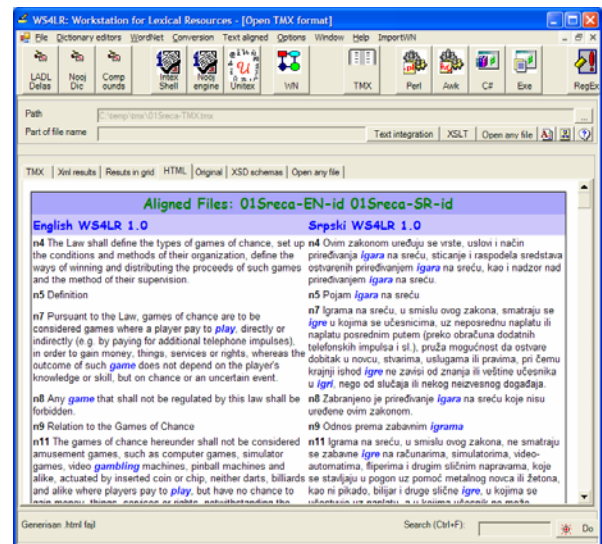 WS4LR: Workstation for Lexical Resources - [Open TMX format]
File Dictionary editors WordNet Conversion Text aligned Options Window Help ImportWN
LADL Delas Nooj Dic Comp ounds Intex Shell Nooj engine Unitex WN TMX Perl Awk C# Exe RegEx
Path C:\temp\tmx\01Sreca-TMX.tmx ...
Part of file name Text integration XSLT Open any file
TMX Xml results Resuts in grid HTML Original XSD schemas Open any file
Aligned Files: 01Sreca-EN-id 01Sreca-SR-id
English WS4LR 1.0 Srpski WS4LR 1.0
n4 The Law shall define the types of games of chance, set up n4 Ovim zakonom uređuju se vrste, uslovi i način
the conditions and methods of their organization, define the priređivanja igara na sreću, sticanje i raspodela sredstava
ways of winning and distributing the proceeds of such games ostvarenih priređivanjem igara na sreću, kao i nadzor nad
and the method of their supervision. priređivanjem igara na sreću.
n5 Definition n5 Pojam igara na sreću
n7 Pursuant to the Law, games of chance are to be n7 Igrama na sreću, u smislu ovog zakona, smatraju se
considered games where a player pay to play, directly or igre u kojima se učesnicima, uz neposrednu naplatu ili
indirectly (e.g. by paying for additional telephone impulses), naplatu posrednim putem (preko obračuna dodatnih
in order to gain money, things, services or rights, whereas the telefonskih impulsa i sl.), pruža mogućnost da ostvare
outcome of such game does not depend on the player's dobitak u novcu, stvarima, uslugama ili pravima, pri čemu
knowledge or skill, but on chance or an uncertain event. krajnji ishod igre ne zavisi od znanja ili veštine učesnika
u igri, nego od slučaja ili nekog neizvesnog događaja.
n8 Any game that shall not be regulated by this law shall be n8 Zabranjeno je priređivanje igara na sreću koje nisu
forbidden. uređene ovim zakonom.
n9 Relation to the Games of Chance n9 Odnos prema zabavnim igrama
n11 The games of chance hereunder shall not be considered n11 Igrama na sreću, u smislu ovog zakona, ne smatraju
amusement games, such as computer games, simulator se zabavne igre na računarima, simulatorima, video-
games, video gambling machines, pinball machines and automatima, fliperima i drugim sličnim napravama, koje
alike, actuated by inserted coin or chip, neither darts, billiards se stavljaju u pogon uz pomoć metalnog novca ili žetona,
and alike where players pay to play, but have no chance to kao ni pikado, bilijar i druge slične igre, u kojima se
gain money, things, services or rights, notwithstanding the učestvuje uz naplatu, a u kojima učesnik ne može
Generisan .html fajl Search (Ctrl+F): Do